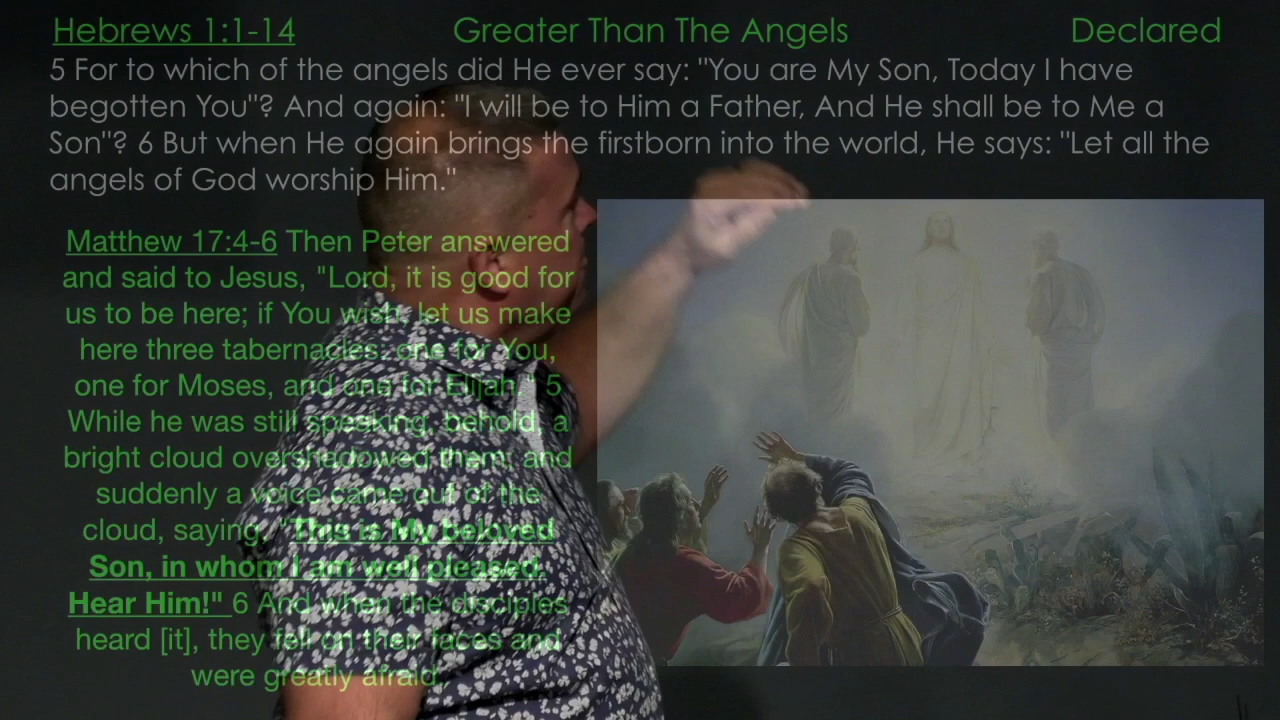 Hebrews 1:1-14 Greater Than The Angels Declared
5 For to which of the angels did He ever say: "You are My Son, Today I have
begotten You"? And again: "I will be to Him a Father, And He shall be to Me a
Son"? 6 But when He again brings the firstborn into the world, He says: "Let all the
angels of God worship Him."
Matthew 17:4-6 Then Peter answered
and said to Jesus, "Lord, it is good for
us to be here; if You wish, let us make
here three tabernacles: one for You,
one for Moses, and one for Elijah." 5
While he was still speaking, behold, a
bright cloud overshadowed them; and
suddenly a voice came out of the
cloud, saying, "This is My beloved
Son, in whom I am well pleased.
Hear Him!" 6 And when the disciples
heard [it], they fell on their faces and
were greatly afraid.